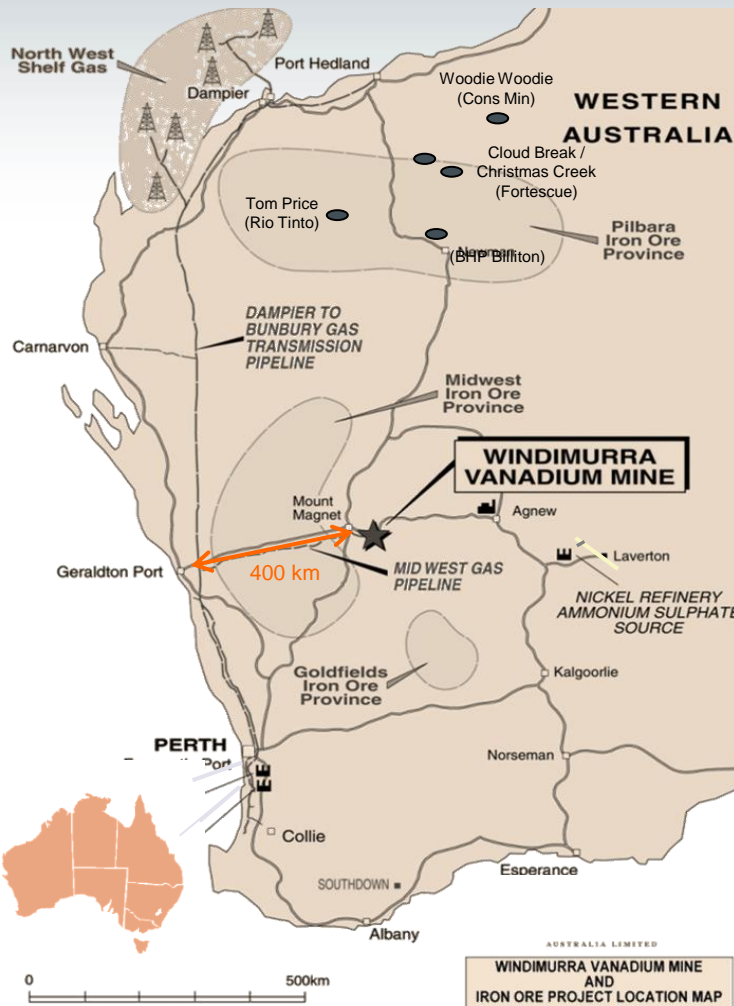 North West
Shelf Gas
Port Hedland
Dampier
Woodie Woodie
(Cons Min)
WESTERN
AUSTRALIA
Cloud Break /
Christmas Creek
(Fortescue)
Tom Price
(Rio Tinto)
Pilbara
Iron Ore
Province
Newman
(BHP Billiton)
DAMPIER TO
BUNBURY GAS
TRANSMISSION
PIPELINE
Carnarvon
Midwest
Iron Ore
Province
WINDIMURRA
VANADIUM MINE
Mount
Magnet
Agnew
Geraldton Port
400 km
MID WEST GAS
PIPELINE
Laverton
NICKEL REFINERY
AMMONIUM SULPHATE
SOURCE
Goldfields
Iron Ore
Province
Kalgoorlie
PERTH
Port
Norseman
Collie
Esperance
SOUTHDOWN
Albany
AUSTRALIA LIMITED
0 500km
WINDIMURRA VANADIUM MINE
AND
IRON ORE PROJECT LOCATION MAP